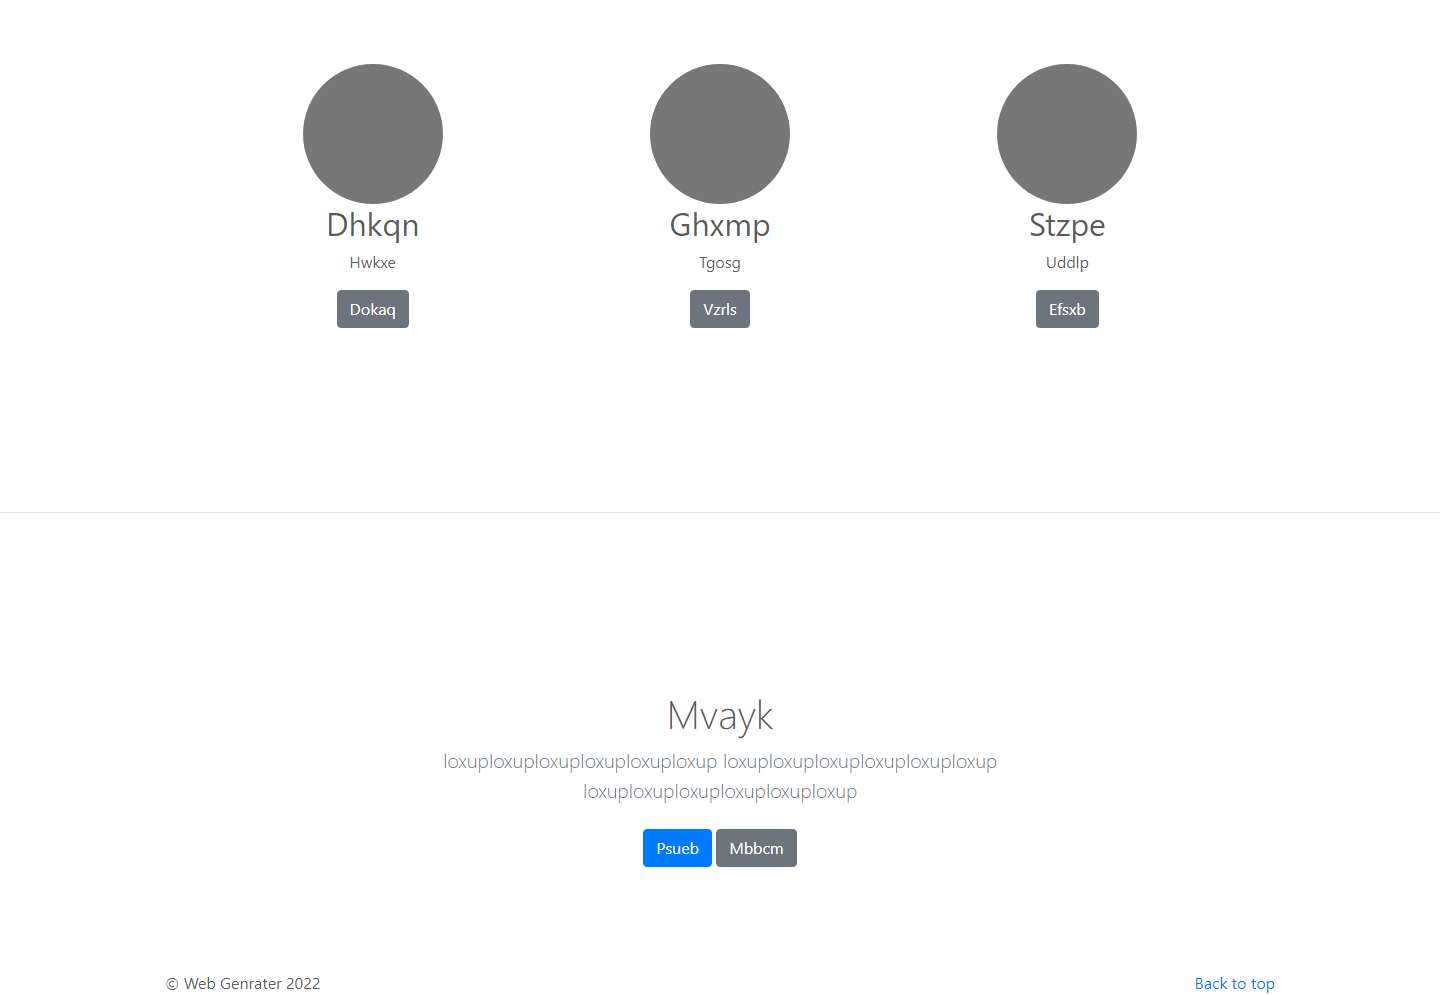 Dhkqn Ghxmp Stzpe
Hwkxe Tgosg Uddlp
Dokaq Vzrls Efsxb
Mvayk
loxuploxuploxuploxuploxuploxup loxuploxuploxuploxuploxuploxup
loxuploxuploxuploxuploxuploxup
Psueb Mbbcm
© Web Genrater 2022 Back to top